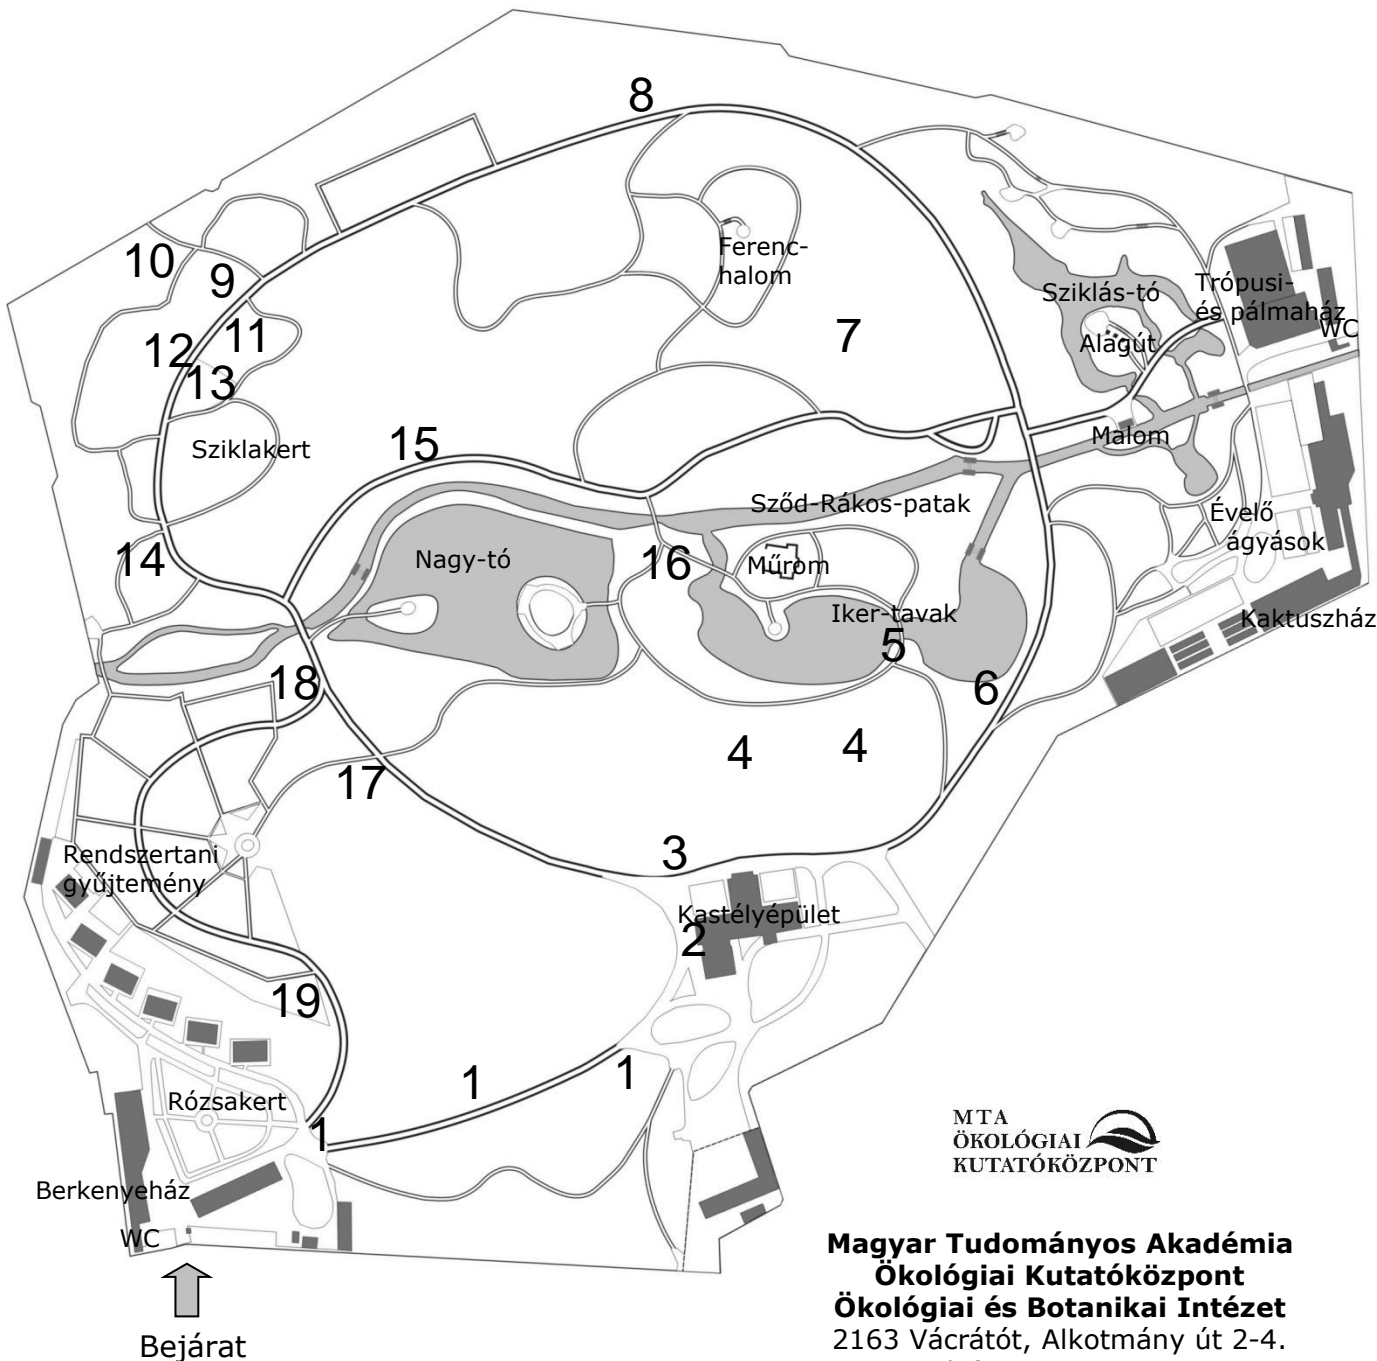 8
10
9
Ferenc-
halom
Sziklás-tó
Trópusi-
és pálmaház
WC
12
11
13
7
Alagút
Sziklakert
15
Malom
14
Nagy-tó
16
Sződ-Rákos-patak
Műrom
Évelő
ágyások
Iker-tavak
5
Kaktuszház
18
6
17
4
4
3
Rendszertani
gyűjtemény
Kastélyépület
2
19
1
1
Rózsakert
1
Berkenyeház
WC
Bejárat
MTA
ÖKOLÓGIAI
KUTATÓKÖZPONT
Magyar Tudományos Akadémia
Ökológiai Kutatóközpont
Ökológiai és Botanikai Intézet
2163 Vácrátót, Alkotmány út 2-4.